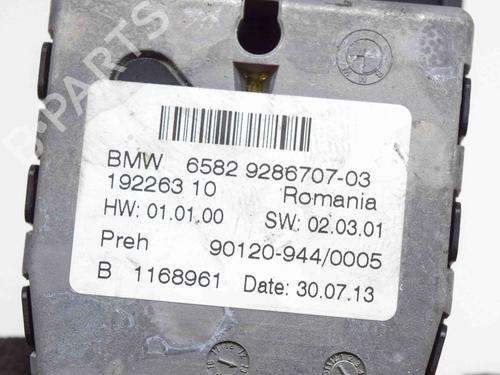 B-PARTS
BMW 6582 9286707-03
192263 10 Romania
HW: 01.01.00 SW: 02.03.01
Preh 90120-944/0005
B 1168961 Date: 30.07.13